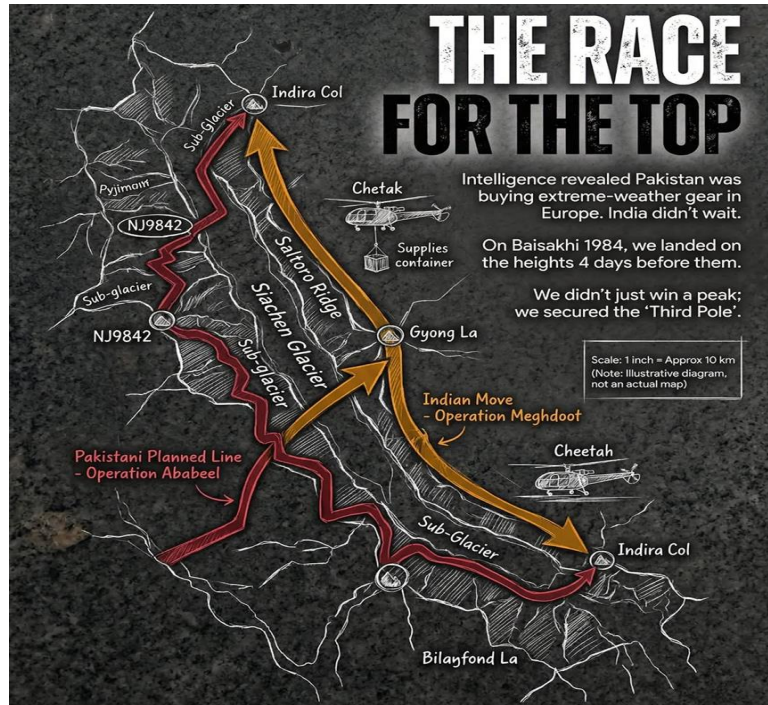 THE RACE
FOR THE TOP
Intelligence revealed Pakistan was
buying extreme-weather gear in
Europe. India didn't wait.
On Baisakhi 1984, we landed on
the heights 4 days before them.
We didn't just win a peak;
we secured the 'Third Pole'.
Scale: 1 inch = Approx 10 km
(Note: Illustrative diagram,
not an actual map)
Indira Col
Sub-Glacier
Pyjimom
NJ9842
Sub-glacier
NJ9842
Chetak
Supplies
container
Saltoro Ridge
Siachen Glacier
Sub-glacier
Gyong La
Indian Move
- Operation Meghdoot
Pakistani Planned Line
- Operation Ababeel
Cheetah
Sub-Glacier
Indira Col
Bilayfond La